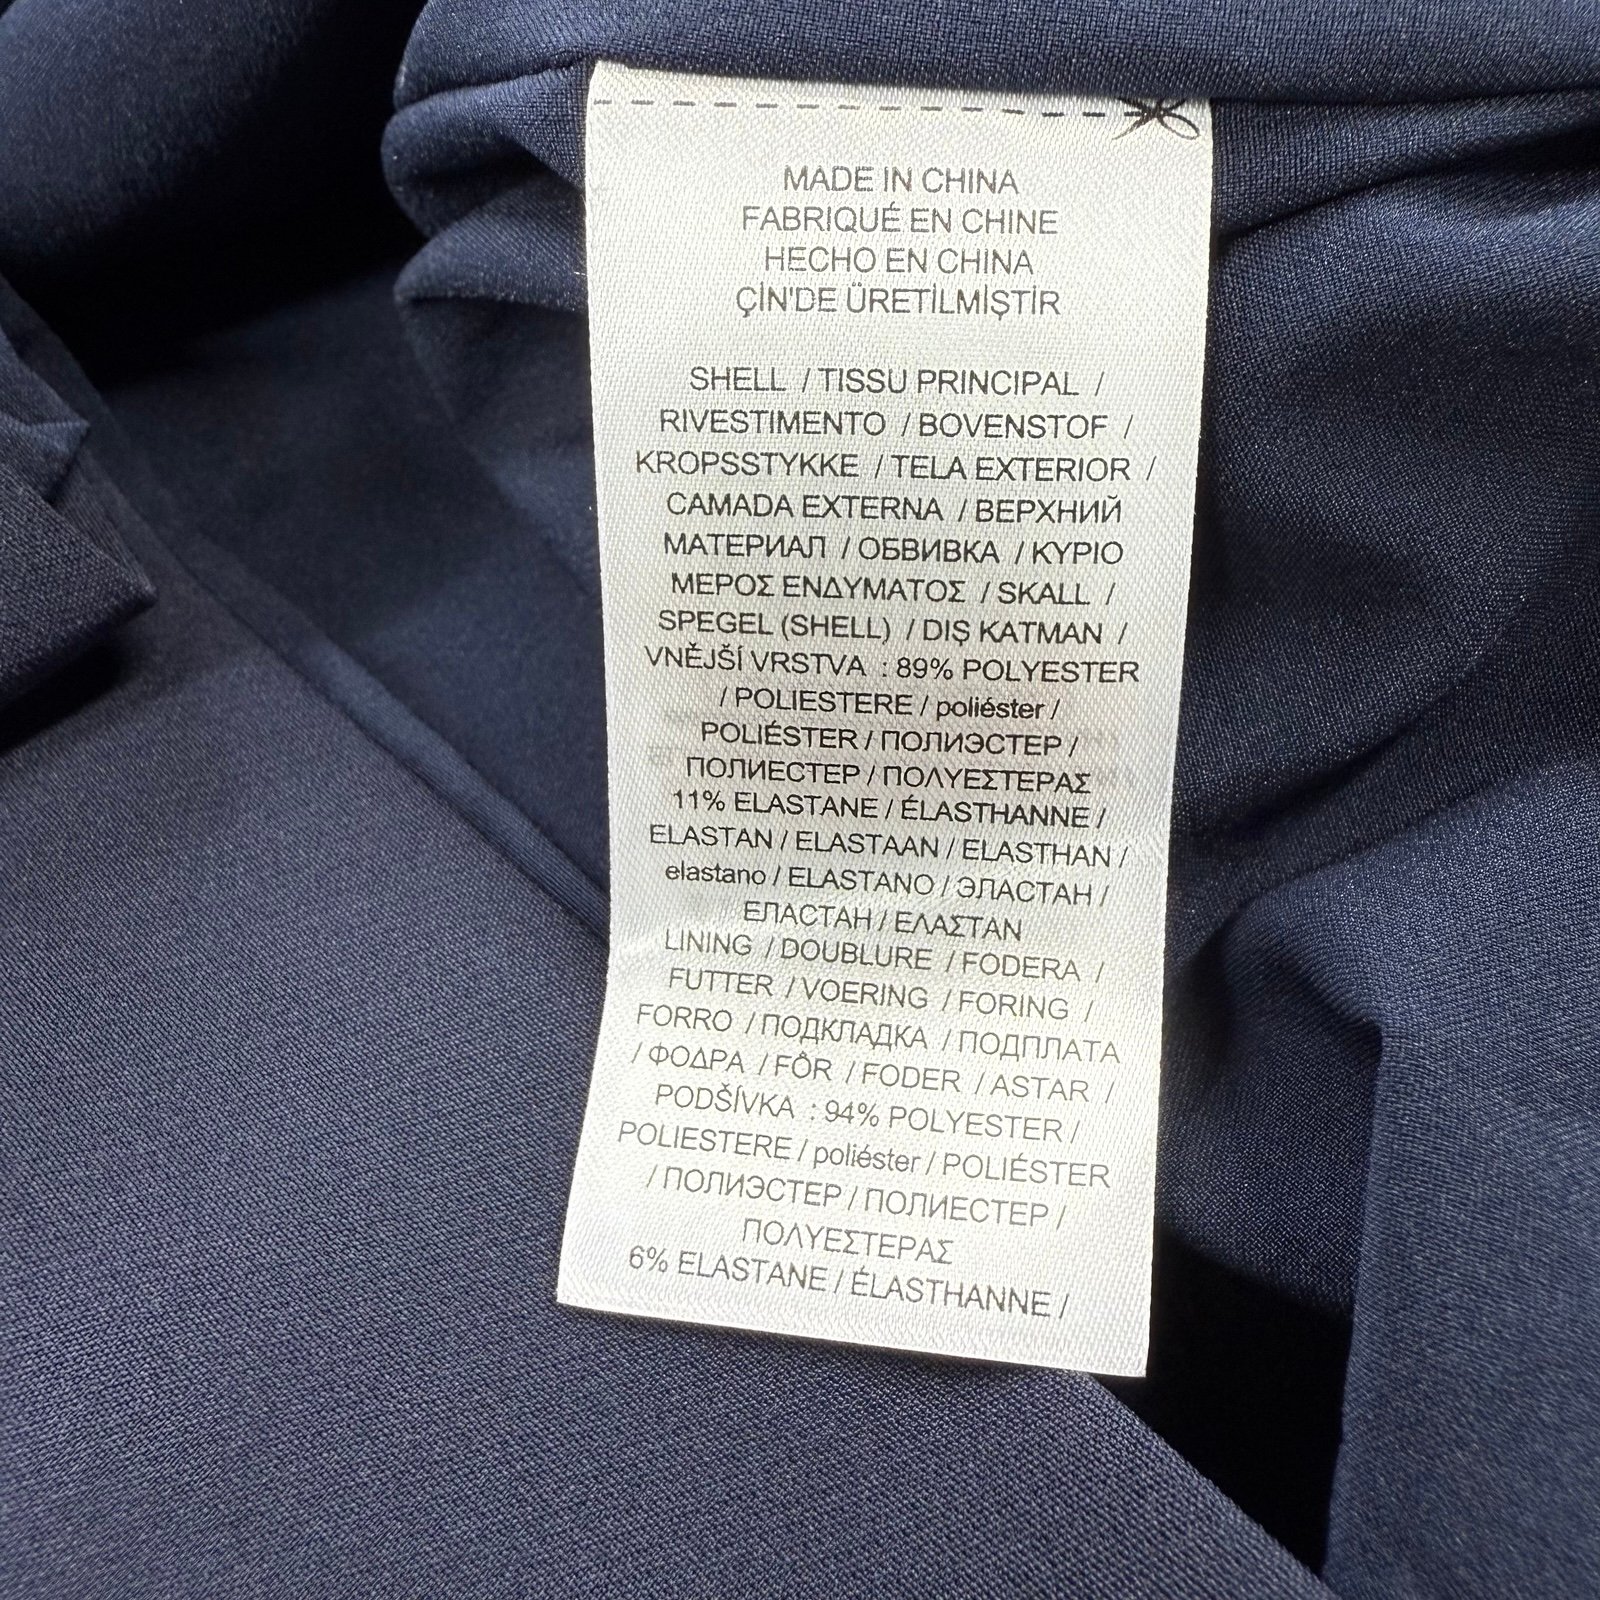 MADE IN CHINA
FABRIQUÉ EN CHINE
HECHO EN CHINA
ÇİN'DE ÜRETİLMİŞTİR
SHELL / TISSU PRINCIPAL /
RIVESTIMENTO / BOVENSTOF /
KROPSSTYKKE / TELA EXTERIOR /
CAMADA EXTERNA / ВЕРХНИЙ
МАТЕРИАЛ / ОБВИВКА / ΚΥΡΙΟ
ΜΕΡΟΣ ΕΝΔΥΜΑΤΟΣ / SKALL /
SPEGEL (SHELL) / DIŞ KATMAN /
VNĚJŠÍ VRSTVA : 89% POLYESTER
/ POLIESTERE / poliéster /
POLIÉSTER / ПОЛИЭСТЕР /
ПОЛИЕСТЕР / ΠΟΛΥΕΣΤΕΡΑΣ
11% ELASTANE / ÉLASTHANNE /
ELASTAN / ELASTAAN / ELASTHAN /
elastano / ELASTANO / ЭЛАСТАН /
ЕЛАСТАН / ΕΛΑΣΤΑΝ
LINING / DOUBLURE / FODERA /
FUTTER / VOERING / FORING /
FORRO / ПОДКЛАДКА / ПОДПЛАТА
/ ΦΟΔΡΑ / FÔR / FODER / ASTAR /
PODŠÍVKA : 94% POLYESTER /
POLIESTERE / poliéster / POLIÉSTER
/ ПОЛИЭСТЕР / ПОЛИЕСТЕР /
ΠΟΛΥΕΣΤΕΡΑΣ
6% ELASTANE / ÉLASTHANNE /